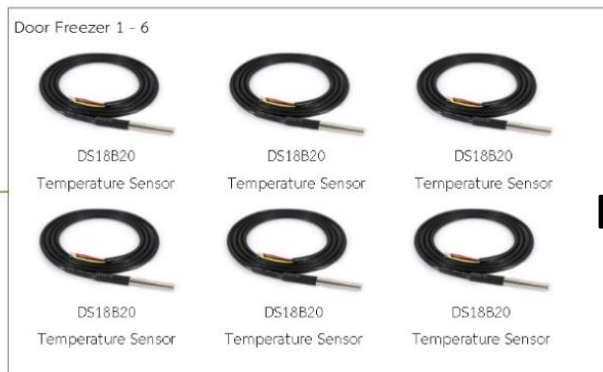 Door Freezer 1 - 6
DS18B20 DS18B20 DS18B20
Temperature Sensor Temperature Sensor Temperature Sensor
DS18B20 DS18B20 DS18B20
Temperature Sensor Temperature Sensor Temperature Sensor